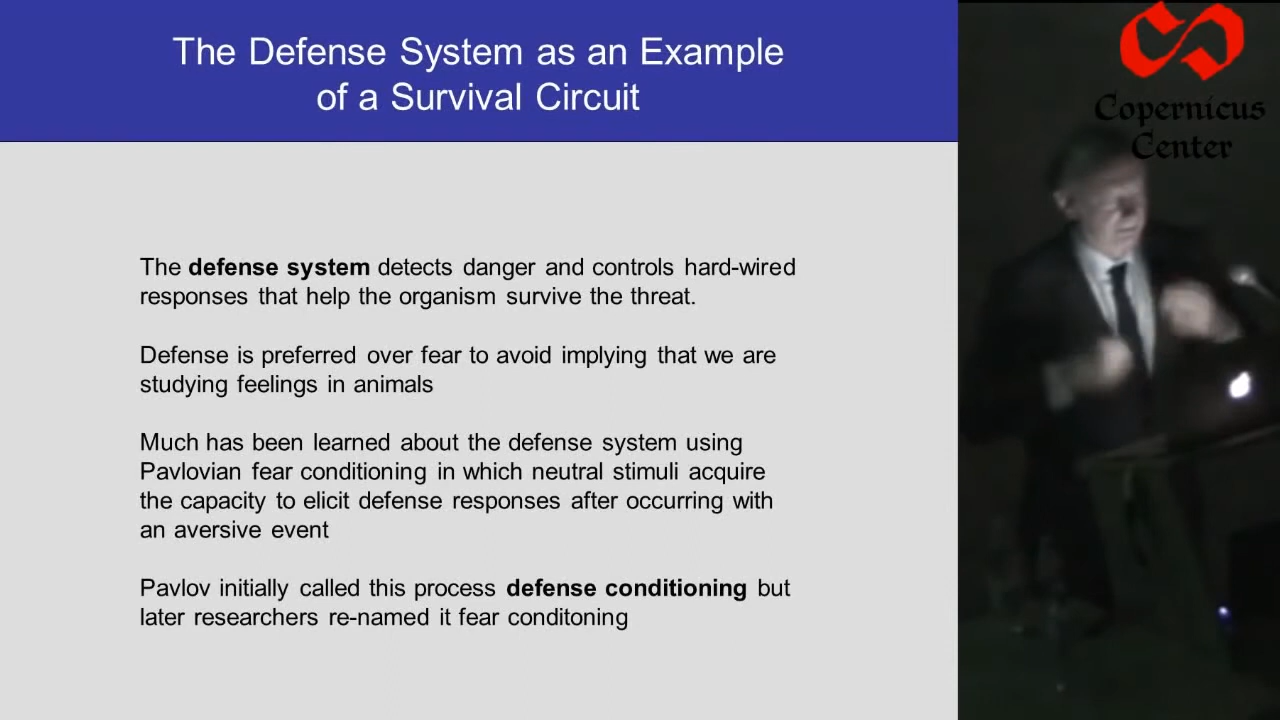 The Defense System as an Example
of a Survival Circuit
Copernicus
Center
The defense system detects danger and controls hard-wired
responses that help the organism survive the threat.
Defense is preferred over fear to avoid implying that we are
studying feelings in animals
Much has been learned about the defense system using
Pavlovian fear conditioning in which neutral stimuli acquire
the capacity to elicit defense responses after occurring with
an aversive event
Pavlov initially called this process defense conditioning but
later researchers re-named it fear conditoning